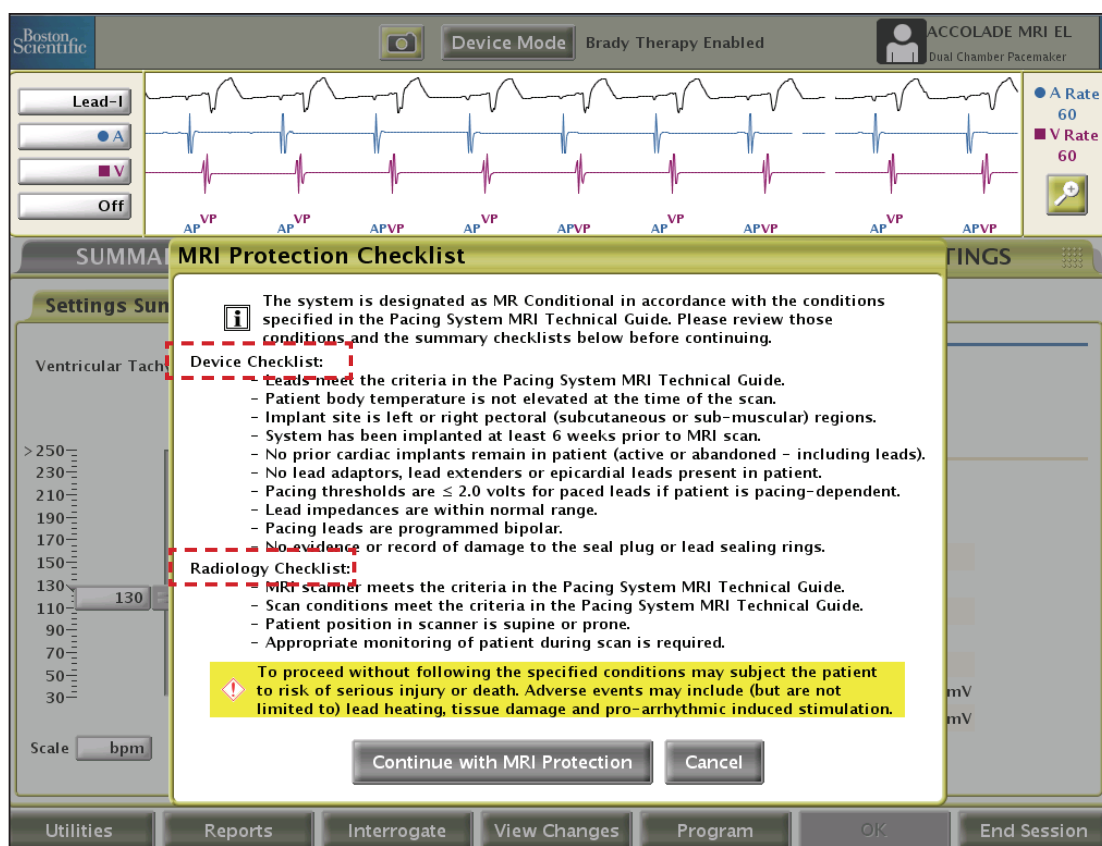 Boston
Scientific
Device Mode
Brady Therapy Enabled
ACCOLADE MRI EL
Dual Chamber Pacemaker
Lead-I
A
V
Off
A Rate
60
V Rate
60
AP VP
AP VP
APVP
AP VP
APVP
AP VP
APVP
AP VP
APVP
SUMMA
TINGS
MRI Protection Checklist
Settings Sun
The system is designated as MR Conditional in accordance with the conditions
specified in the Pacing System MRI Technical Guide. Please review those
conditions and the summary checklists below before continuing.
Ventricular Tach
Device Checklist:
- Leads meet the criteria in the Pacing System MRI Technical Guide.
- Patient body temperature is not elevated at the time of the scan.
- Implant site is left or right pectoral (subcutaneous or sub-muscular) regions.
- System has been implanted at least 6 weeks prior to MRI scan.
- No prior cardiac implants remain in patient (active or abandoned - including leads).
- No lead adaptors, lead extenders or epicardial leads present in patient.
- Pacing thresholds are ≤ 2.0 volts for paced leads if patient is pacing-dependent.
- Lead impedances are within normal range.
- Pacing leads are programmed bipolar.
- No evidence or record of damage to the seal plug or lead sealing rings.
Radiology Checklist:
- MRI scanner meets the criteria in the Pacing System MRI Technical Guide.
- Scan conditions meet the criteria in the Pacing System MRI Technical Guide.
- Patient position in scanner is supine or prone.
- Appropriate monitoring of patient during scan is required.
To proceed without following the specified conditions may subject the patient
to risk of serious injury or death. Adverse events may include (but are not
limited to) lead heating, tissue damage and pro-arrhythmic induced stimulation.
>250
230
210
190
170
150
130
110
90
70
50
30
130
mV
mV
Scale
bpm
Continue with MRI Protection
Cancel
Utilities
Reports
Interrogate
View Changes
Program
OK
End Session